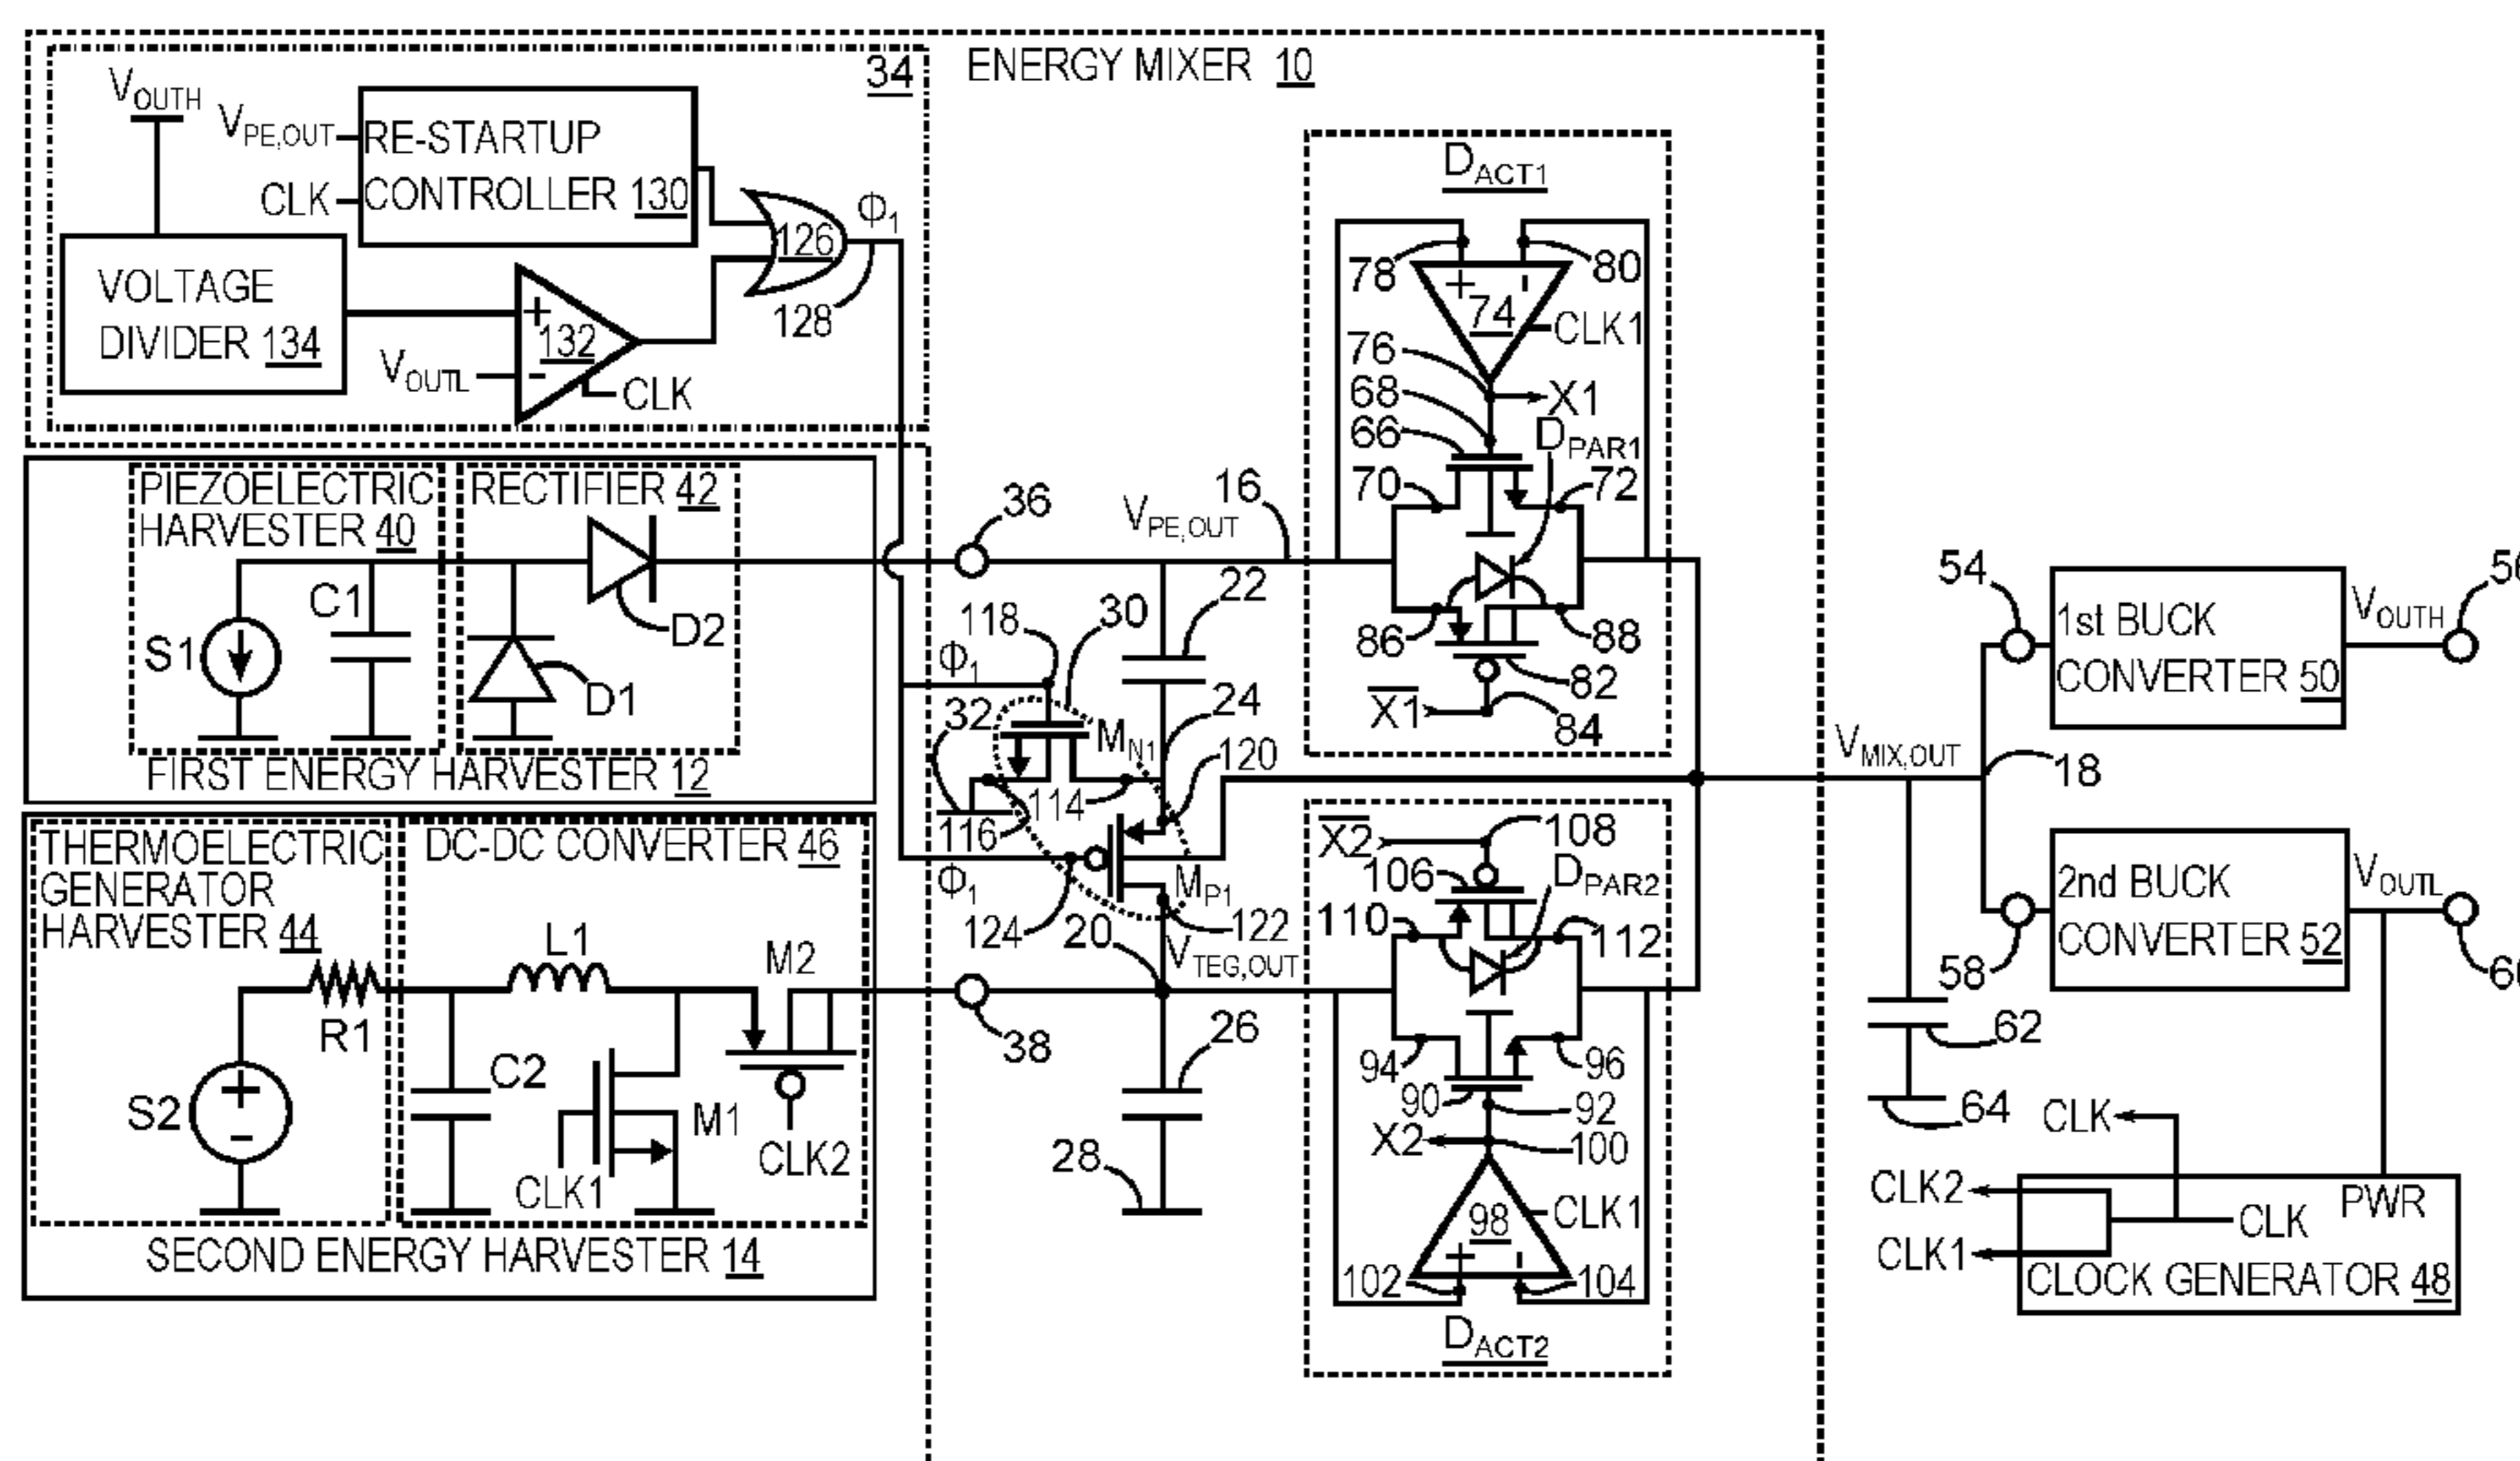 ENERGY MIXER 10
34
VOUTH
VPE,OUT
RE-STARTUP
CONTROLLER 130
CLK
VOLTAGE
DIVIDER 134
126
Φ1
128
+
132
-
VOUTL
CLK
DACT1
78
80
+
-
74
CLK1
76
68
X1
66
DPAR1
70
72
86
88
82
X1
84
PIEZOELECTRIC
HARVESTER 40
RECTIFIER 42
S1
C1
D2
D1
FIRST ENERGY HARVESTER 12
36
VPE,OUT
16
118
30
22
Φ1
32
MN1
24
120
116
114
Φ1
MP1
124
20
122
VTEG,OUT
THERMOELECTRIC
GENERATOR
HARVESTER 44
DC-DC CONVERTER 46
L1
M2
R1
S2
+
-
C2
M1
CLK1
CLK2
SECOND ENERGY HARVESTER 14
38
26
28
X2
108
106
DPAR2
110
112
94
96
90
92
X2
100
98
CLK1
+
-
102
104
DACT2
VMIX,OUT
18
54
1st BUCK
CONVERTER 50
VOUTH
58
2nd BUCK
CONVERTER 52
VOUTL
62
64
CLK
CLK2
CLK1
PWR
CLK
CLOCK GENERATOR 48